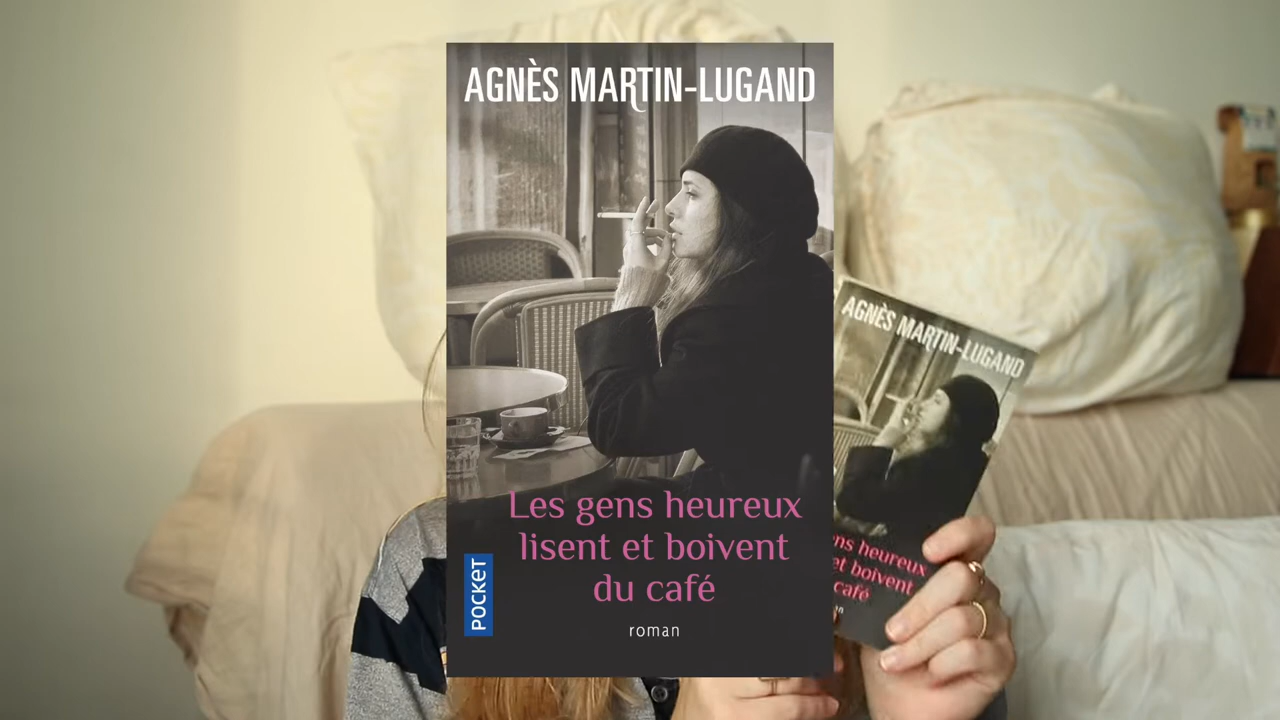 AGNÈS MARTIN-LUGAND
Les gens heureux
lisent et boivent
du café
roman
POCKET
AGNÈS MARTIN-LUGAND
ens heureux
et boivent
café